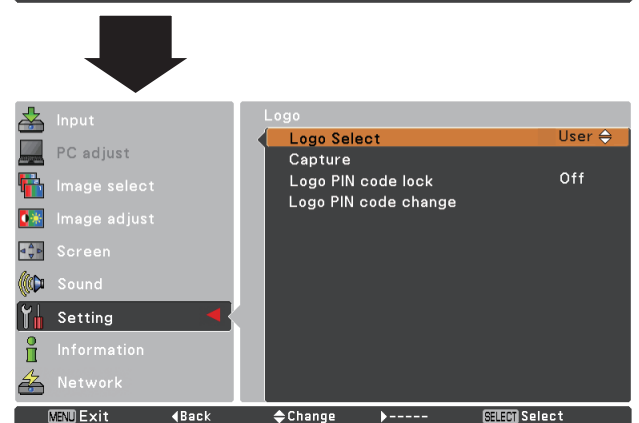 Input
PC adjust
Image select
Image adjust
Screen
Sound
Setting
Information
Network
Logo
Logo Select User
Capture
Logo PIN code lock Off
Logo PIN code change
MENU Exit Back Change ----- SELECT Select